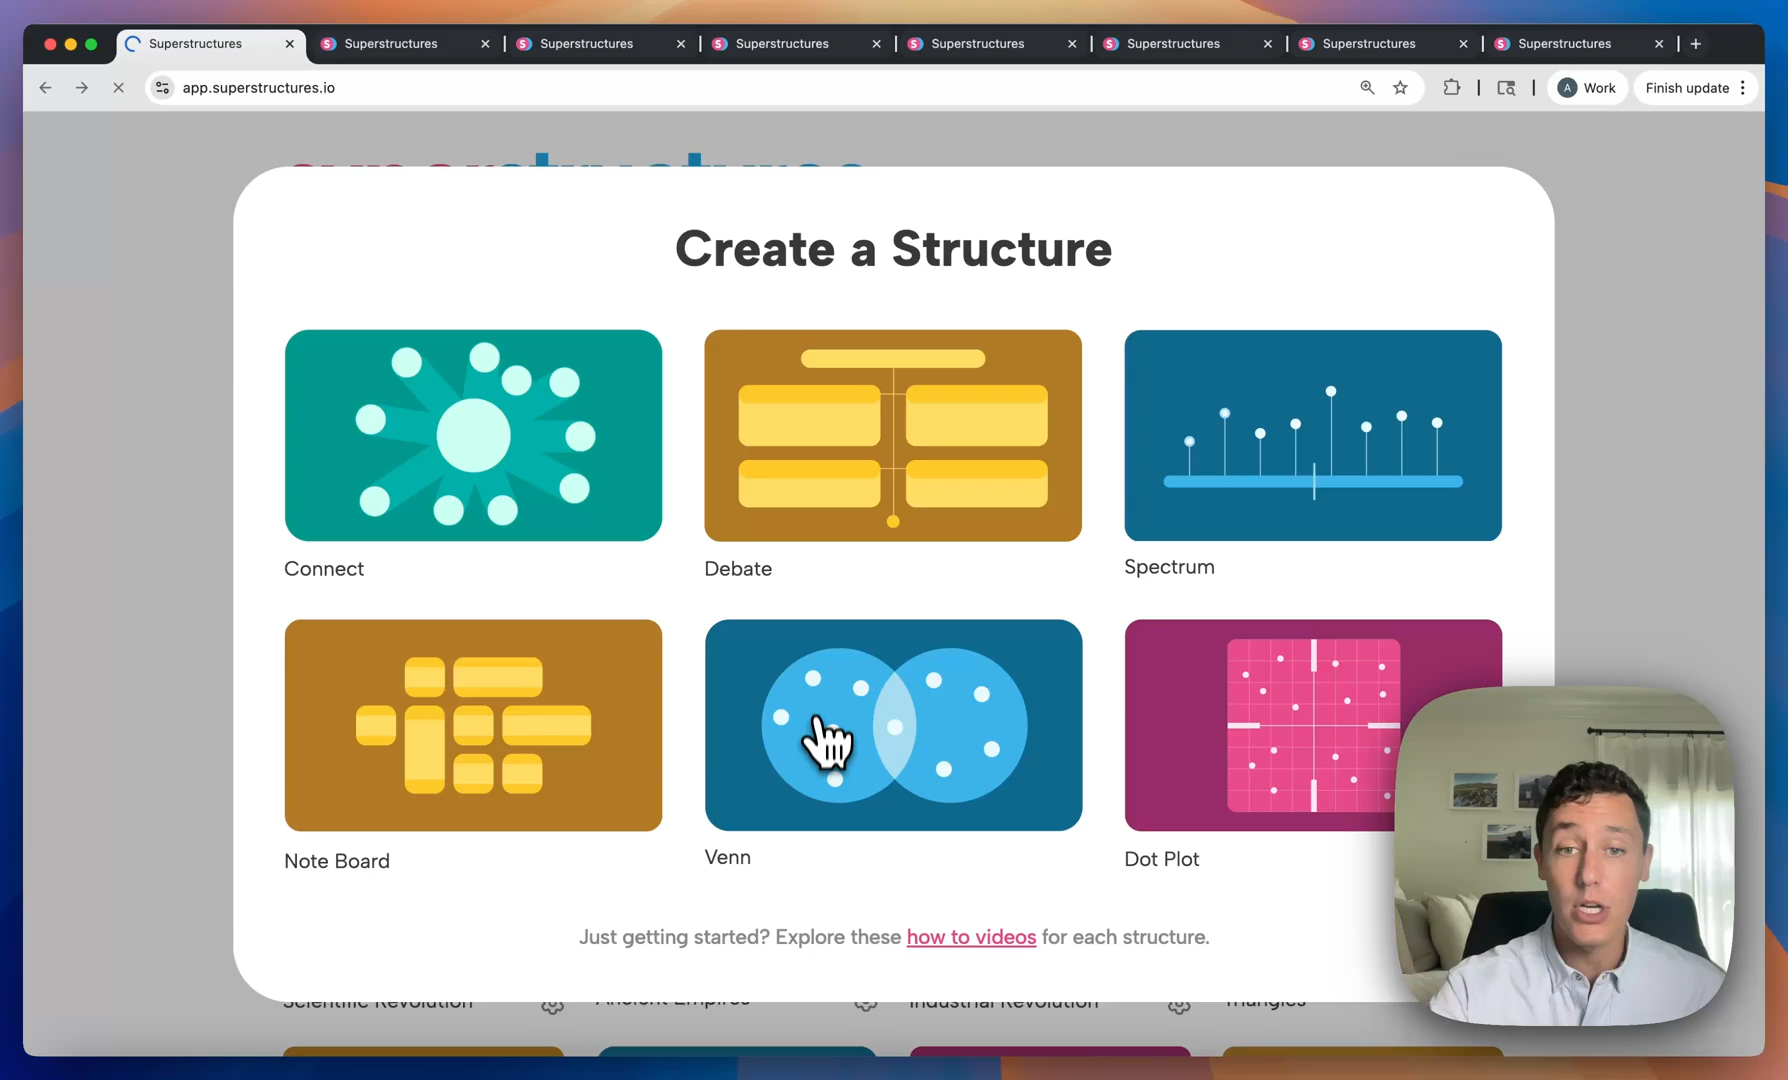 Superstructures Superstructures Superstructures Superstructures Superstructures Superstructures Superstructures Superstructures
app.superstructures.io A Work Finish update
superstructures
Create a Structure
Connect Debate Spectrum
Note Board Venn Dot Plot
Just getting started? Explore these how to videos for each structure.
Scientific Revolution Ancient Empires Industrial Revolution Triangles